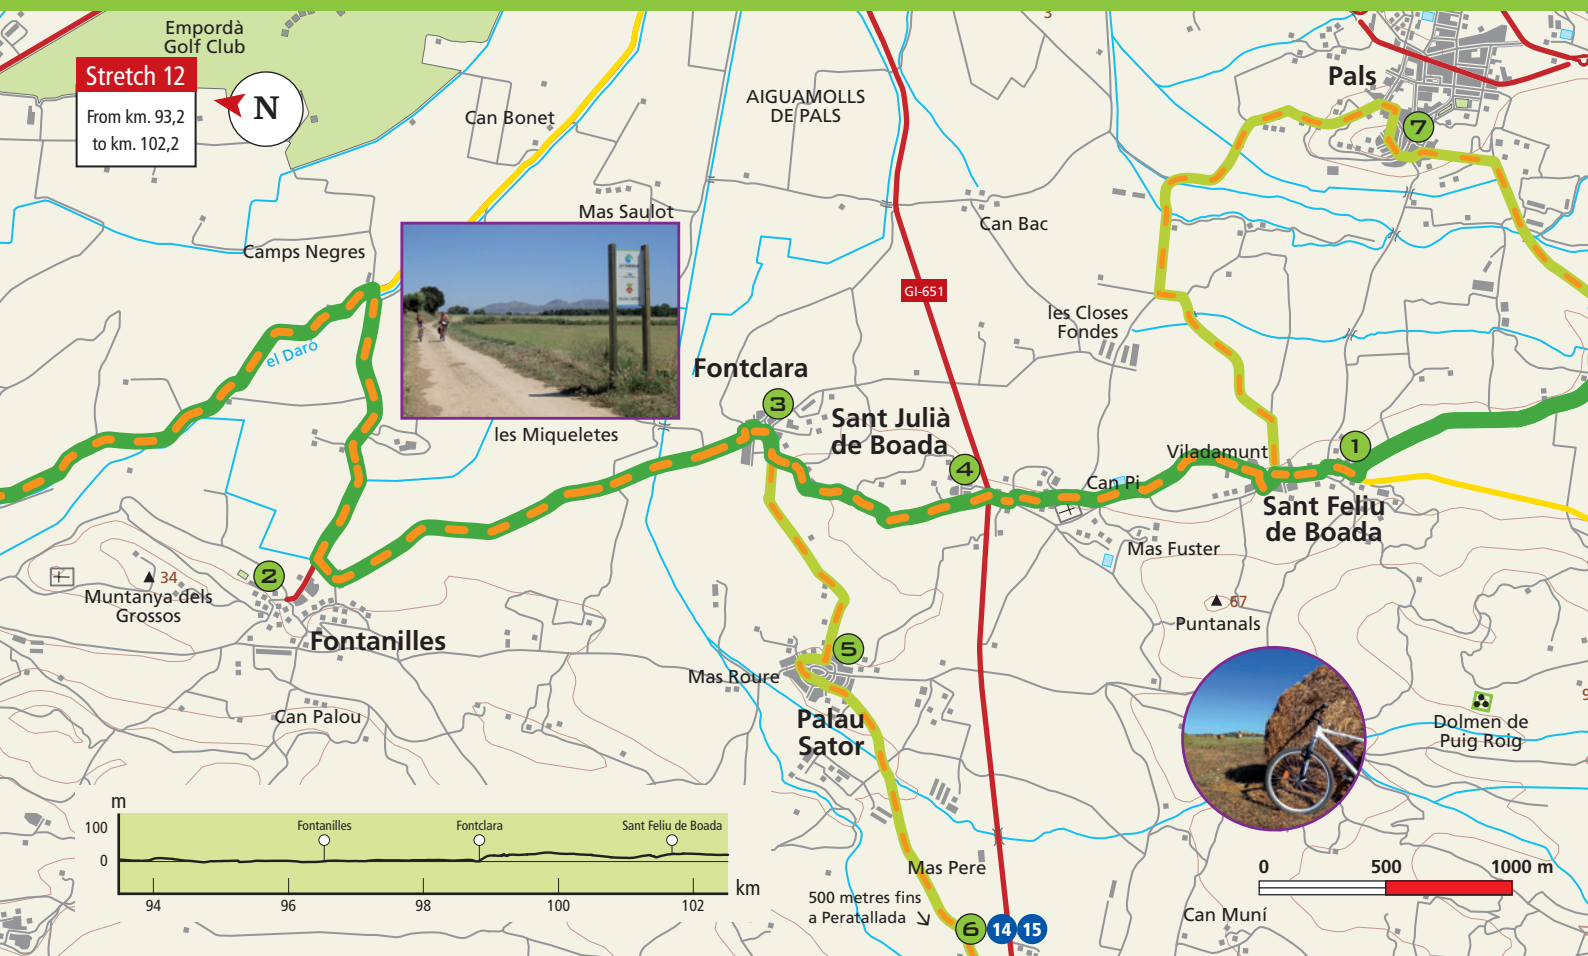 Empordà
Golf Club
Stretch 12
From km. 93,2
to km. 102,2
N
3
Pals
7
Can Bonet
AIGUAMOLLS
DE PALS
Mas Saulot
Can Bac
Camps Negres
GI-651
les Closes
Fondes
el Daró
Fontclara
3
Sant Julià
de Boada
les Miqueletes
4
Viladamunt
1
Can Pi
Sant Feliu
de Boada
Mas Fuster
2
34
Muntanya dels
Grossos
67
Puntanals
Fontanilles
5
Mas Roure
Palau
Sator
Can Palou
9
Dolmen de
Puig Roig
m
100
0
Fontanilles
Fontclara
Sant Feliu de Boada
km
94
96
98
100
102
Mas Pere
500 metres fins
a Peratallada
6
14
15
0
500
1000 m
Can Muní